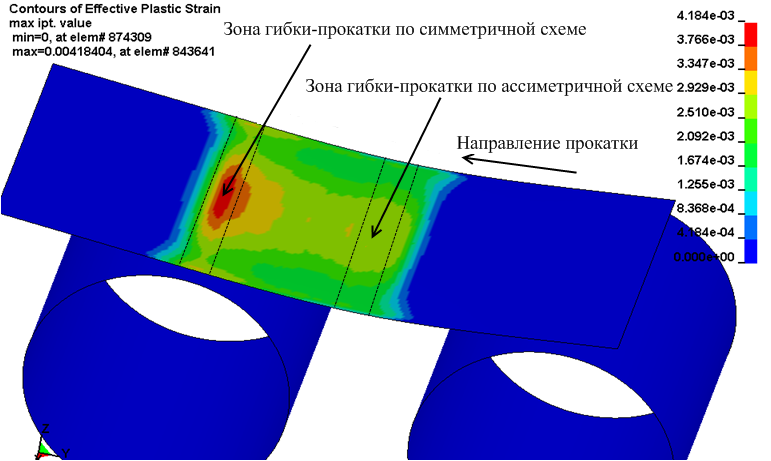 Contours of Effective Plastic Strain
max ipt. value
min=0, at elem# 874309
max=0.00418404, at elem# 843641
Зона гибки-прокатки по симметричной схеме
Зона гибки-прокатки по ассиметричной схеме
Направление прокатки
4.184e-03
3.766e-03
3.347e-03
2.929e-03
2.510e-03
2.092e-03
1.674e-03
1.255e-03
8.368e-04
4.184e-04
0.000e+00
Z
Y